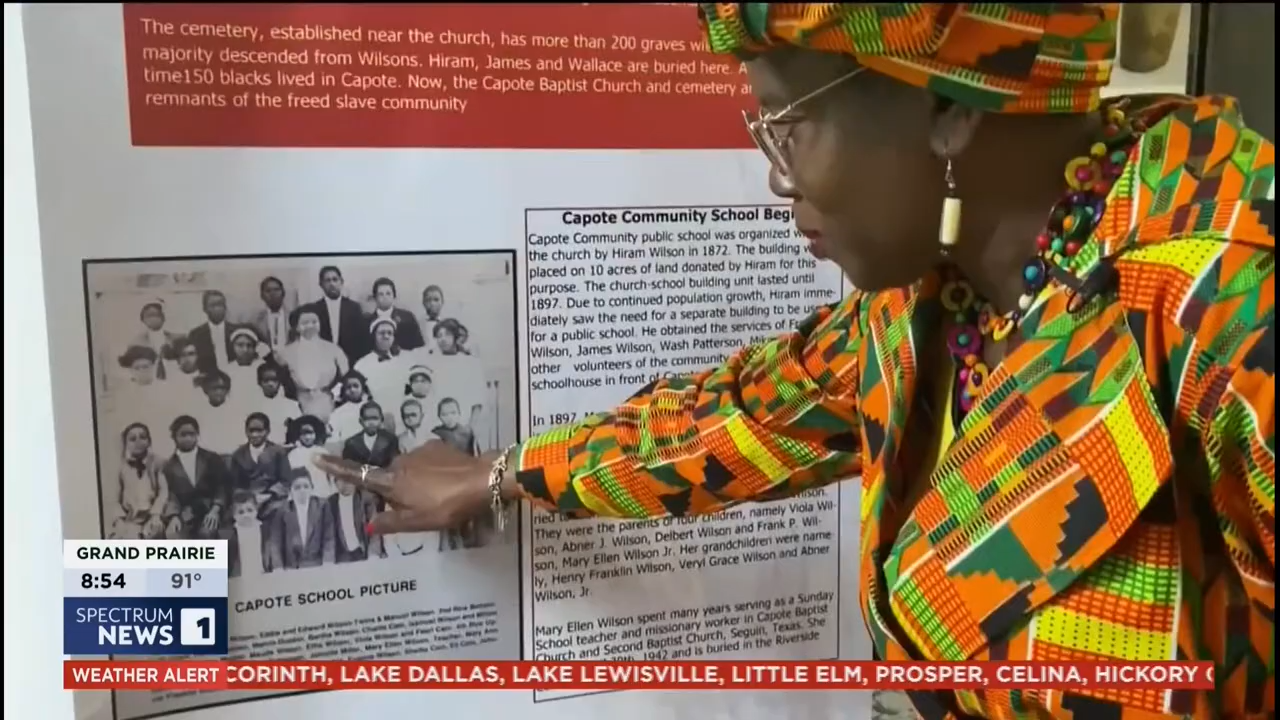 The cemetery, established near the church, has more than 200 graves wi
majority descended from Wilsons. Hiram, James and Wallace are buried here. A
time150 blacks lived in Capote. Now, the Capote Baptist Church and cemetery a
remnants of the freed slave community
Capote Community School Begi
Capote Community public school was organized w
the church by Hiram Wilson in 1872. The building w
placed on 10 acres of land donated by Hiram for this
purpose. The church-school building unit lasted until
1897. Due to continued population growth, Hiram imme-
diately saw the need for a separate building to be us
for a public school. He obtained the services of
Wilson, James Wilson, Wash Patterson,
other volunteers of the community
schoolhouse in front of
In 1897,
They were the parents of four children, namely Viola Wil-
son, Abner J. Wilson, Delbert Wilson and Frank P. Wil-
son, Mary Ellen Wilson Jr. Her grandchildren were name
ly, Henry Franklin Wilson, Veryl Grace Wilson and Abner
Wilson, Jr.
Mary Ellen Wilson spent many years serving as a Sunday
School teacher and missionary worker in Capote Baptist
Church and Second Baptist Church, Seguin, Texas. She
1942 and is buried in the Riverside
CAPOTE SCHOOL PICTURE
GRAND PRAIRIE
8:54 91°
SPECTRUM
NEWS 1
WEATHER ALERT CORINTH, LAKE DALLAS, LAKE LEWISVILLE, LITTLE ELM, PROSPER, CELINA, HICKORY